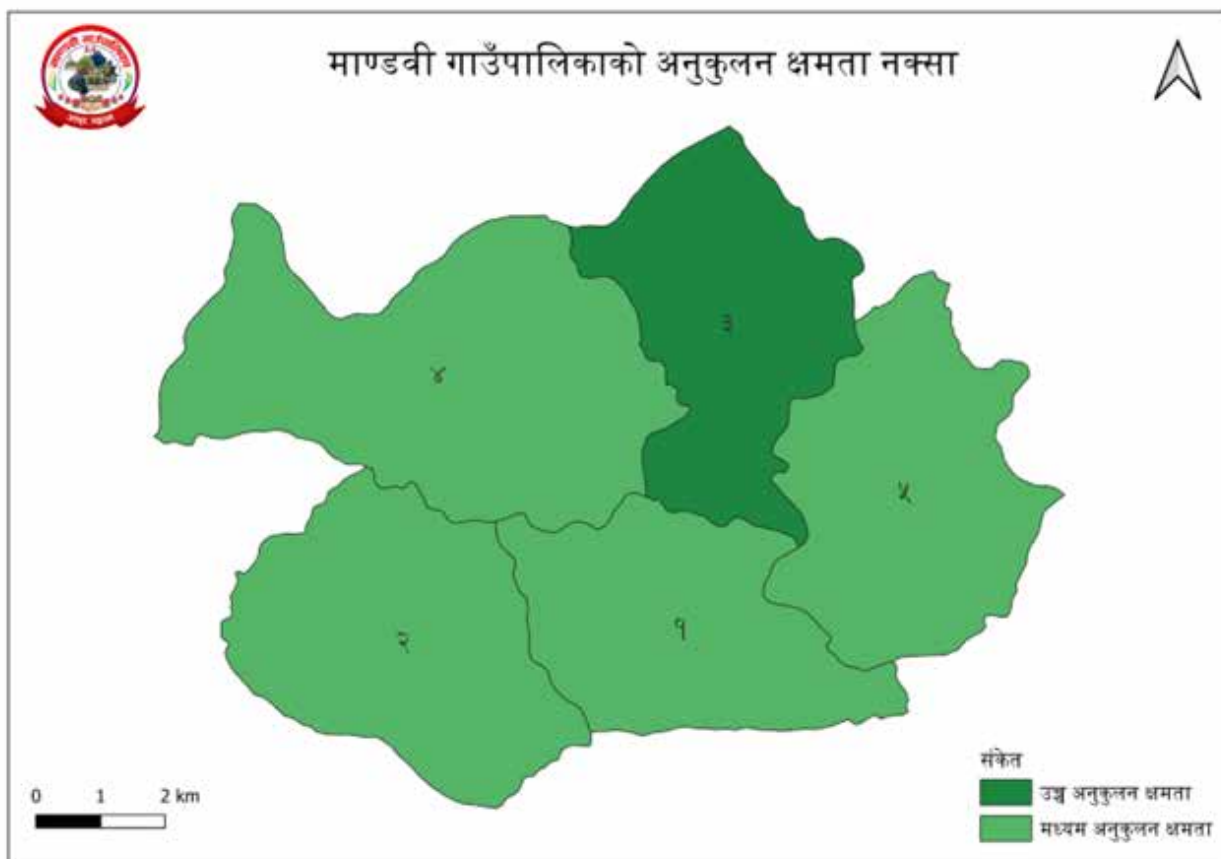 माण्डवी गाउँपालिकाको अनुकुलन क्षमता नक्सा
३
४
५
१
२
0 1 2 km
संकेत
उच्च अनुकुलन क्षमता
मध्यम अनुकुलन क्षमता